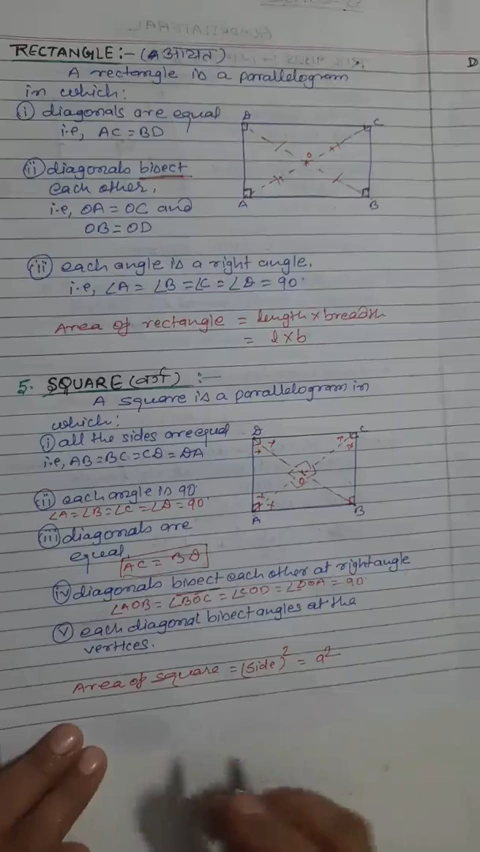 RECTANGLE:- (आयत)
A rectangle is a parallelogram
in which:
(i) diagonals are equal
i.e, AC = BD
(ii) diagonals bisect
each other,
i.e, OA = OC and
OB = OD
D C
O
A B
(iii) each angle is a right angle.
i.e, ∠A = ∠B = ∠C = ∠D = 90°
Area of rectangle = length × breadth
= l × b
5. SQUARE (वर्ग) :-
A square is a parallelogram in
which:
(i) all the sides are equal
i.e, AB = BC = CD = DA
(ii) each angle is 90°
∠A = ∠B = ∠C = ∠D = 90°
(iii) diagonals are
equal.
AC = BD
D C
O
A B
(iv) diagonals bisect each other at rightangle
∠AOB = ∠BOC = ∠COD = ∠DOA = 90
(v) each diagonal bisect angles at the
vertices.
Area of square = (side)² = a²
D